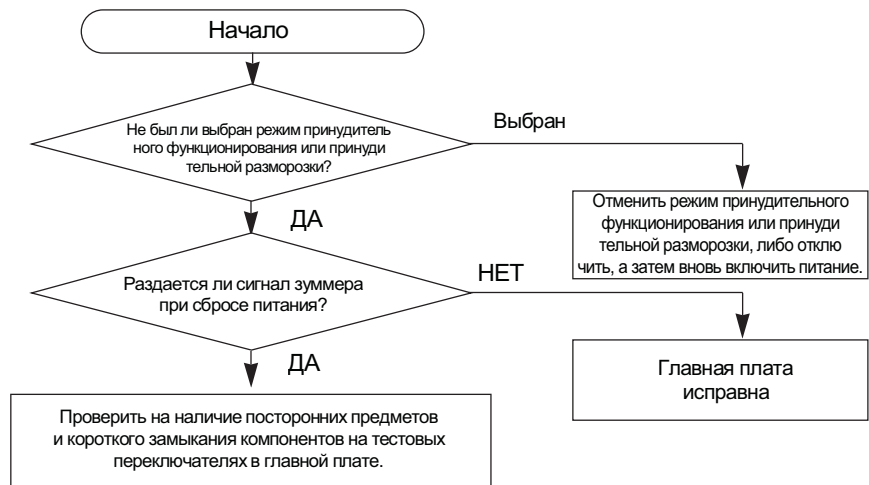 Начало
Не был ли выбран режим принудитель
ного функционирования или принуди
тельной разморозки?
Выбран
Отменить режим принудительного
функционирования или принуди
тельной разморозки, либо отклю
чить, а затем вновь включить питание.
ДА
Раздается ли сигнал зуммера
при сбросе питания?
НЕТ
Главная плата
исправна
ДА
Проверить на наличие посторонних предметов
и короткого замыкания компонентов на тестовых
переключателях в главной плате.